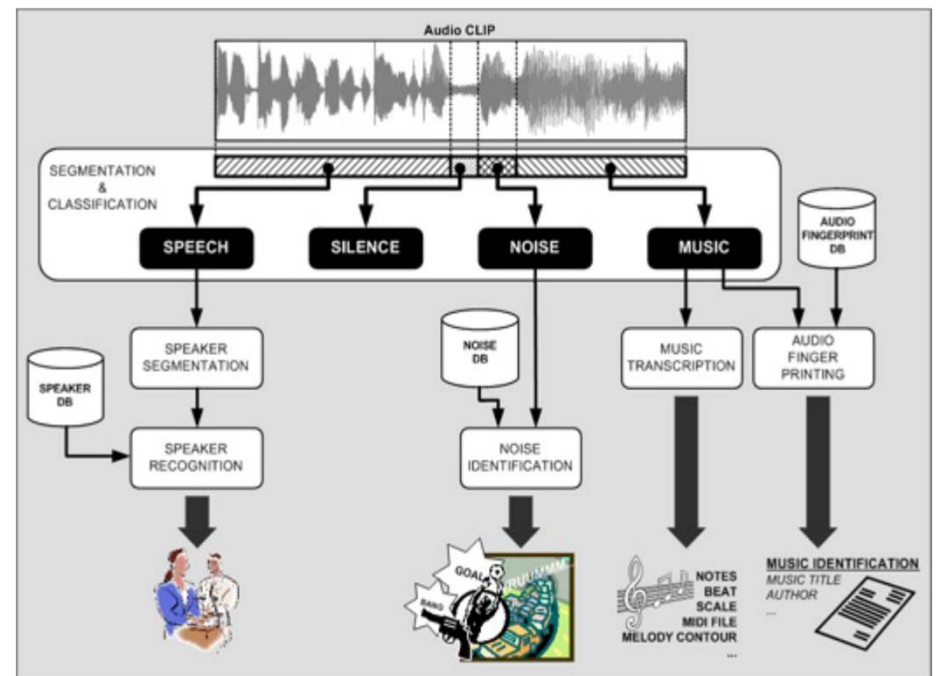 Audio CLIP
SEGMENTATION
&
CLASSIFICATION
SPEECH
SILENCE
NOISE
MUSIC
AUDIO
FINGERPRINT
DB
SPEAKER
SEGMENTATION
NOISE
DB
MUSIC
TRANSCRIPTION
AUDIO
FINGER
PRINTING
SPEAKER
DB
SPEAKER
RECOGNITION
NOISE
IDENTIFICATION
GOAL
VRUUMMM...
BANG
NOTES
BEAT
SCALE
MIDI FILE
MELODY CONTOUR
...
MUSIC IDENTIFICATION
MUSIC TITLE
AUTHOR
...